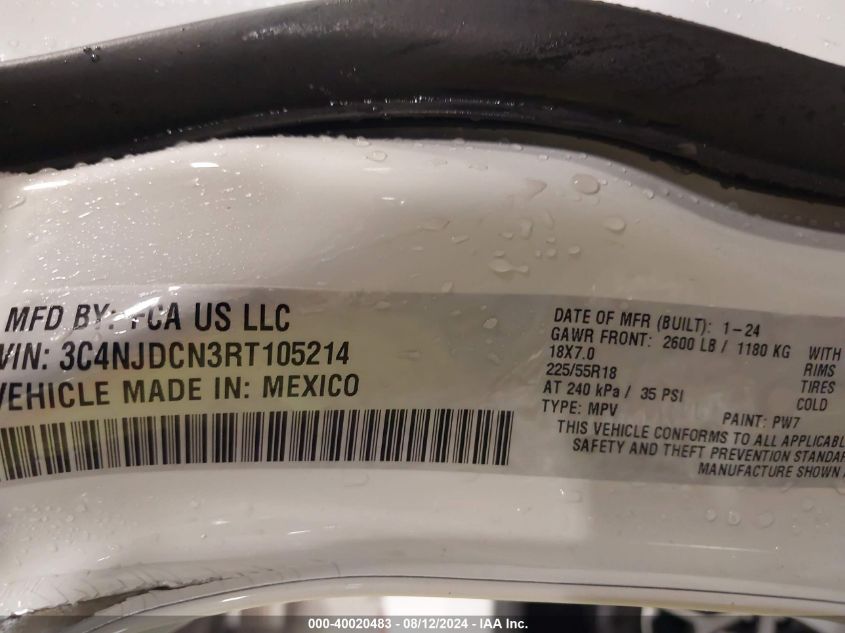 MFD BY: FCA US LLC
VIN: 3C4NJDCN3RT105214
VEHICLE MADE IN: MEXICO
DATE OF MFR (BUILT): 1-24
GAWR FRONT: 2600 LB / 1180 KG WITH
18X7.0 RIMS
225/55R18 TIRES
AT 240 kPa / 35 PSI COLD
TYPE: MPV PAINT: PW7
THIS VEHICLE CONFORMS TO ALL APPLICABL
SAFETY AND THEFT PREVENTION STANDAR
MANUFACTURE SHOWN
000-40020483 - 08/12/2024 - IAA Inc.